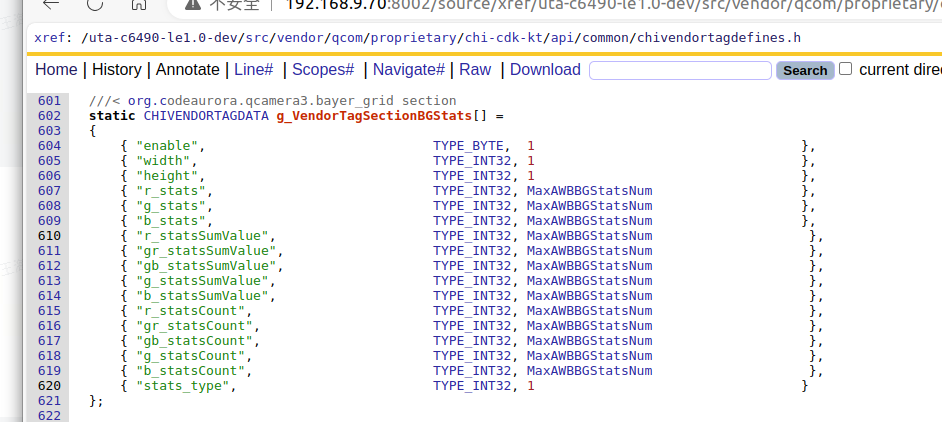 不安全 192.168.9.70:8002/source/xref/uta-c6490-le1.0-dev/src/vendor/qcom/proprietary/
xref: /uta-c6490-le1.0-dev/src/vendor/qcom/proprietary/chi-cdk-kt/api/common/chivendortagdefines.h
Home | History | Annotate | Line# | Scopes# | Navigate# | Raw | Download Search current dire
601 ///< org.codeaurora.qcamera3.bayer_grid section
602 static CHIVENDORTAGDATA g_VendorTagSectionBGStats[] =
603 {
604 { "enable", TYPE_BYTE, 1 },
605 { "width", TYPE_INT32, 1 },
606 { "height", TYPE_INT32, 1 },
607 { "r_stats", TYPE_INT32, MaxAWBBGStatsNum },
608 { "g_stats", TYPE_INT32, MaxAWBBGStatsNum },
609 { "b_stats", TYPE_INT32, MaxAWBBGStatsNum },
610 { "r_statsSumValue", TYPE_INT32, MaxAWBBGStatsNum },
611 { "gr_statsSumValue", TYPE_INT32, MaxAWBBGStatsNum },
612 { "gb_statsSumValue", TYPE_INT32, MaxAWBBGStatsNum },
613 { "g_statsSumValue", TYPE_INT32, MaxAWBBGStatsNum },
614 { "b_statsSumValue", TYPE_INT32, MaxAWBBGStatsNum },
615 { "r_statsCount", TYPE_INT32, MaxAWBBGStatsNum },
616 { "gr_statsCount", TYPE_INT32, MaxAWBBGStatsNum },
617 { "gb_statsCount", TYPE_INT32, MaxAWBBGStatsNum },
618 { "g_statsCount", TYPE_INT32, MaxAWBBGStatsNum },
619 { "b_statsCount", TYPE_INT32, MaxAWBBGStatsNum },
620 { "stats_type", TYPE_INT32, 1 }
621 };
622